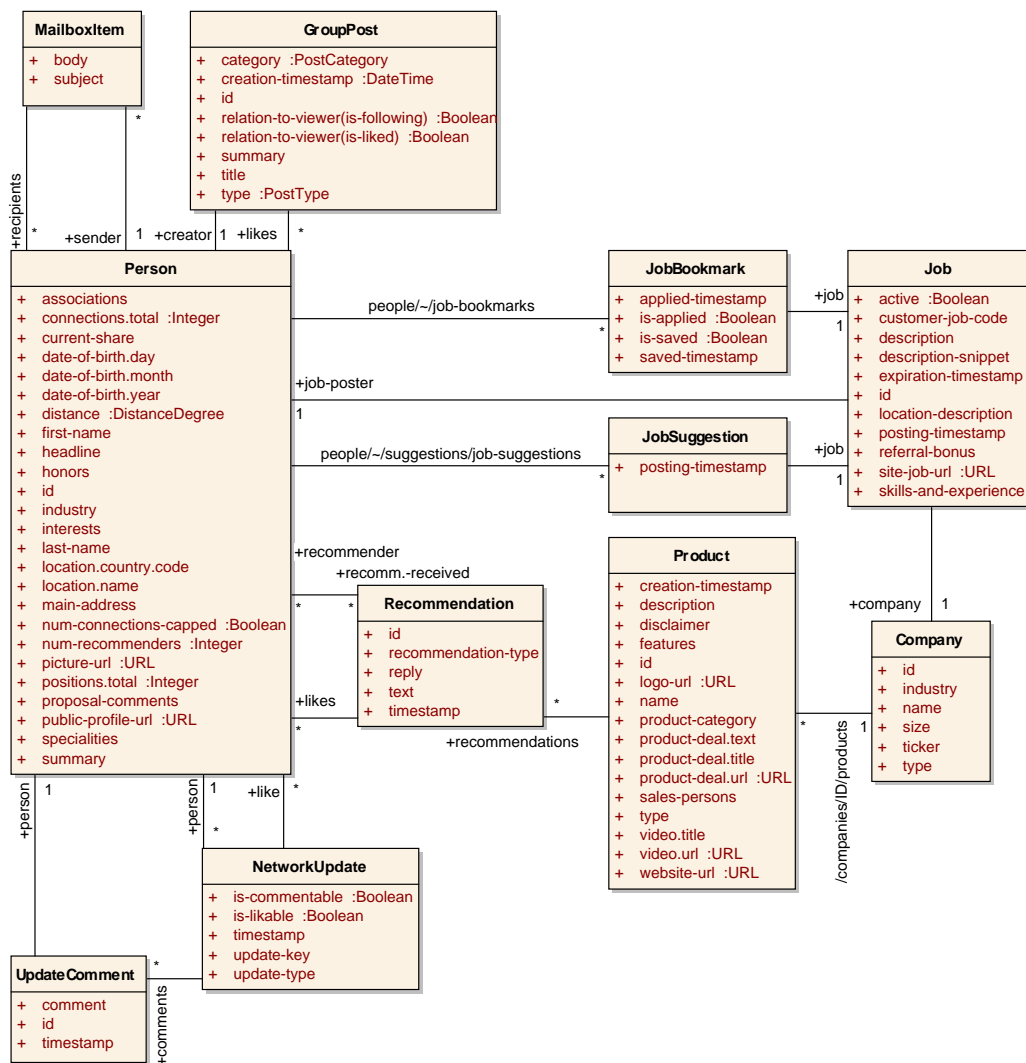 MailboxItem
+ body
+ subject
GroupPost
+ category :PostCategory
+ creation-timestamp :DateTime
+ id
+ relation-to-viewer(is-following) :Boolean
+ relation-to-viewer(is-liked) :Boolean
+ summary
+ title
+ type :PostType
+recipients
*
*
+sender
1
+creator
1
+likes
*
Person
+ associations
+ connections.total :Integer
+ current-share
+ date-of-birth.day
+ date-of-birth.month
+ date-of-birth.year
+ distance :DistanceDegree
+ first-name
+ headline
+ honors
+ id
+ industry
+ interests
+ last-name
+ location.country.code
+ location.name
+ main-address
+ num-connections-capped :Boolean
+ num-recommenders :Integer
+ picture-url :URL
+ positions.total :Integer
+ proposal-comments
+ public-profile-url :URL
+ specialities
+ summary
people/~/job-bookmarks
*
JobBookmark
+ applied-timestamp
+ is-applied :Boolean
+ is-saved :Boolean
+ saved-timestamp
+job
1
Job
+ active :Boolean
+ customer-job-code
+ description
+ description-snippet
+ expiration-timestamp
+ id
+ location-description
+ posting-timestamp
+ referral-bonus
+ site-job-url :URL
+ skills-and-experience
+job-poster
1
people/~/suggestions/job-suggestions
*
JobSuggestion
+ posting-timestamp
+job
1
+recommender
+recomm.-received
*
*
Recommendation
+ id
+ recommendation-type
+ reply
+ text
+ timestamp
+likes
*
*
+recommendations
Product
+ creation-timestamp
+ description
+ disclaimer
+ features
+ id
+ logo-url :URL
+ name
+ product-category
+ product-deal.text
+ product-deal.title
+ product-deal.url :URL
+ sales-persons
+ type
+ video.title
+ video.url :URL
+ website-url :URL
+company
1
Company
+ id
+ industry
+ name
+ size
+ ticker
+ type
*
1
/companies/ID/products
+person
1
+person
1
*
+like
*
NetworkUpdate
+ is-commentable :Boolean
+ is-likable :Boolean
+ timestamp
+ update-key
+ update-type
UpdateComment
+ comment
+ id
+ timestamp
*
+comments